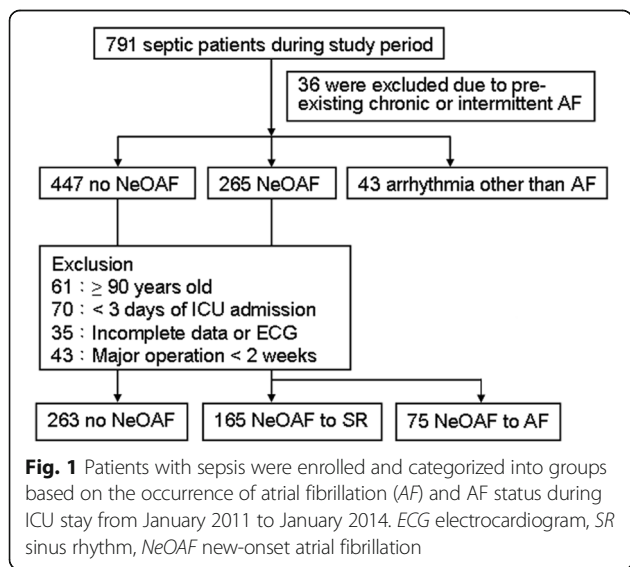 791 septic patients during study period
36 were excluded due to pre-
existing chronic or intermittent AF
447 no NeOAF
265 NeOAF
43 arrhythmia other than AF
Exclusion
61 : ≥ 90 years old
70 : < 3 days of ICU admission
35 : Incomplete data or ECG
43 : Major operation < 2 weeks
263 no NeOAF
165 NeOAF to SR
75 NeOAF to AF
Fig. 1 Patients with sepsis were enrolled and categorized into groups
based on the occurrence of atrial fibrillation (AF) and AF status during
ICU stay from January 2011 to January 2014. ECG electrocardiogram, SR
sinus rhythm, NeOAF new-onset atrial fibrillation